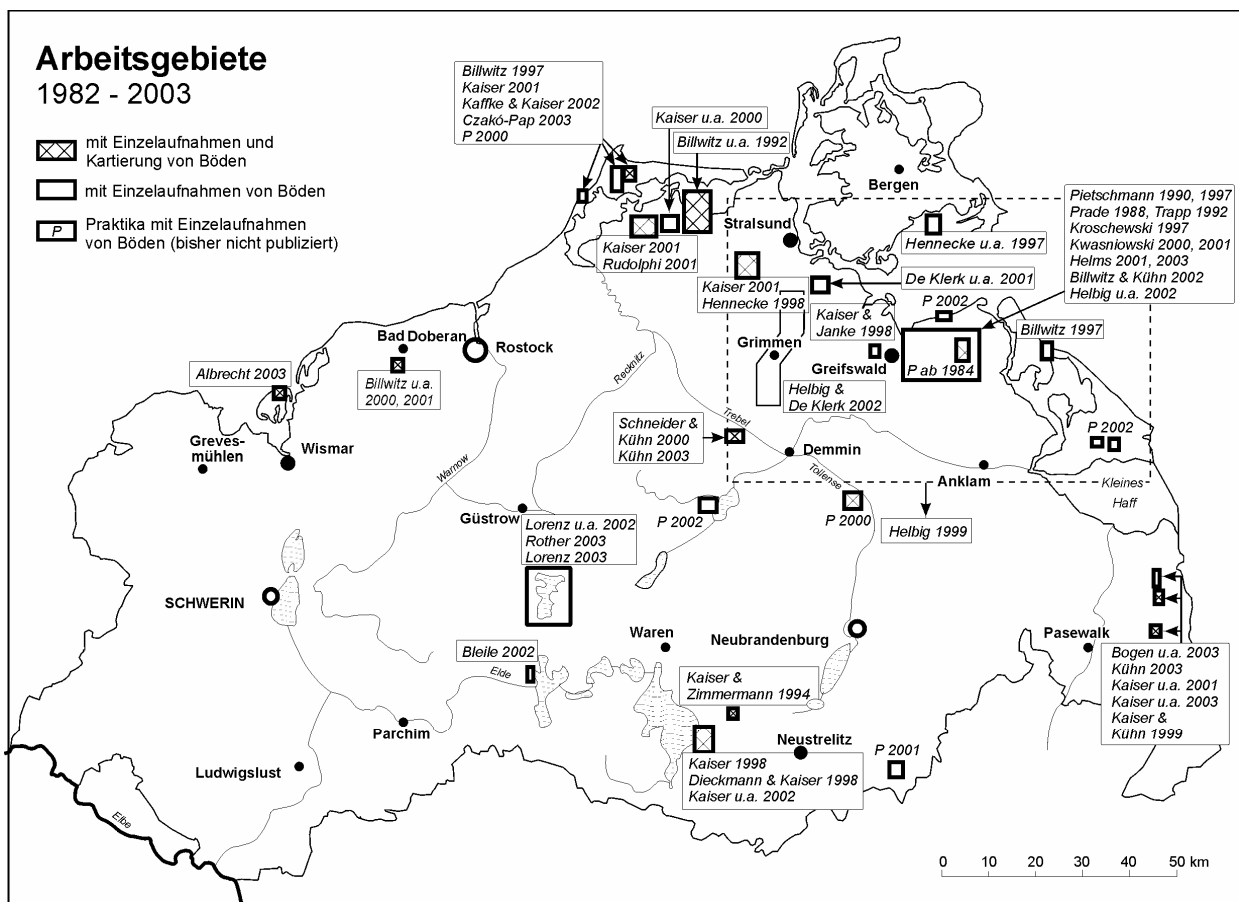 Arbeitsgebiete
1982 - 2003
mit Einzelaufnahmen und
Kartierung von Böden
mit Einzelaufnahmen von Böden
P
Praktika mit Einzelaufnahmen
von Böden (bisher nicht publiziert)
Billwitz 1997
Kaiser 2001
Kaffke & Kaiser 2002
Czakó-Pap 2003
P 2000
Kaiser u.a. 2000
Billwitz u.a. 1992
Bergen
Stralsund
Kaiser 2001
Rudolphi 2001
Hennecke u.a. 1997
Pietschmann 1990, 1997
Prade 1988, Trapp 1992
Kroschewski 1997
Kwasniowski 2000, 2001
Helms 2001, 2003
Billwitz & Kühn 2002
Helbig u.a. 2002
Kaiser 2001
Hennecke 1998
De Klerk u.a. 2001
P 2002
Kaiser &
Janke 1998
Billwitz 1997
Bad Doberan
Rostock
Recknitz
Grimmen
Greifswald
P ab 1984
Albrecht 2003
Billwitz u.a.
2000, 2001
Helbig &
De Klerk 2002
Schneider &
Kühn 2000
Kühn 2003
Trebel
P 2002
Greves-
mühlen
Wismar
Demmin
Warnow
Tollense
Anklam
Kleines
Haff
Güstrow
P 2002
P 2000
Helbig 1999
Lorenz u.a. 2002
Rother 2003
Lorenz 2003
SCHWERIN
Waren
Neubrandenburg
Pasewalk
Bleile 2002
Elde
Kaiser &
Zimmermann 1994
Bogen u.a. 2003
Kühn 2003
Kaiser u.a. 2001
Kaiser u.a. 2003
Kaiser &
Kühn 1999
Parchim
Neustrelitz
P 2001
Ludwigslust
Kaiser 1998
Dieckmann & Kaiser 1998
Kaiser u.a. 2002
Elbe
0 10 20 30 40 50 km